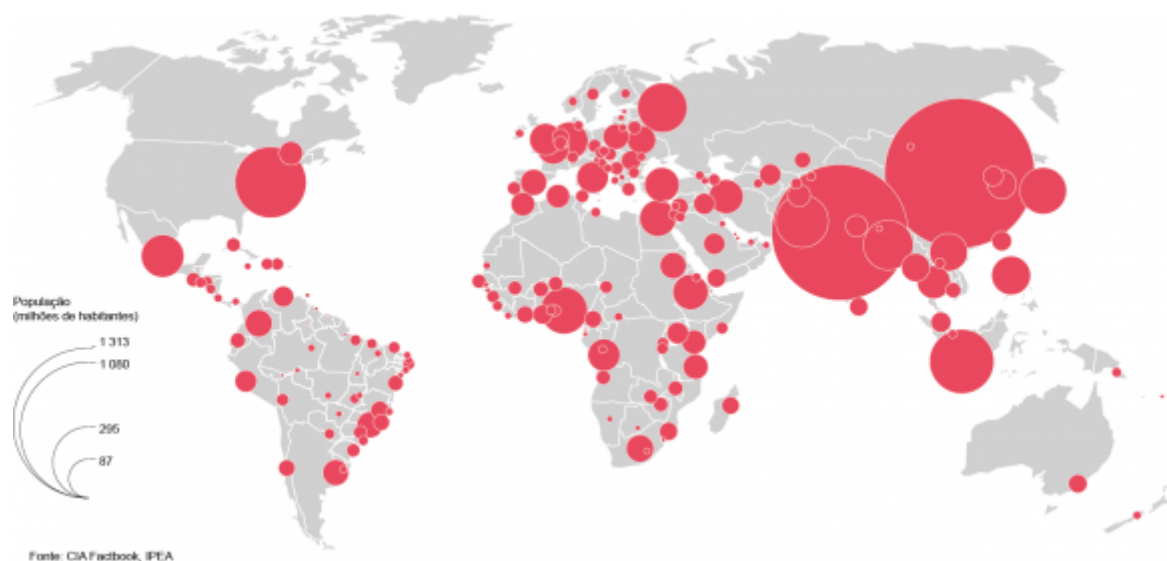 População
(milhões de habitantes)
1 313
1 080
295
87
Fonte: CIA Factbook, IPEA